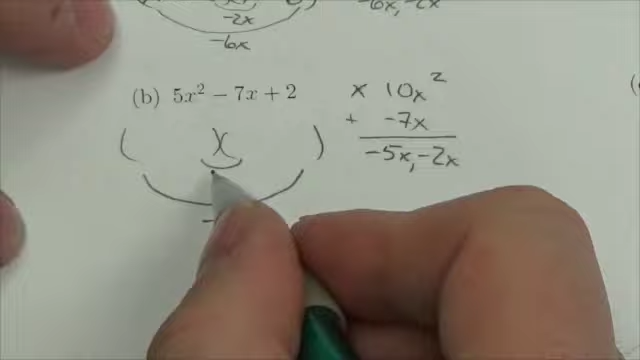 -2x -6x, -2x
-6x
(b) 5x² − 7x + 2 x 10x²
+ -7x
( )( ) -5x, -2x